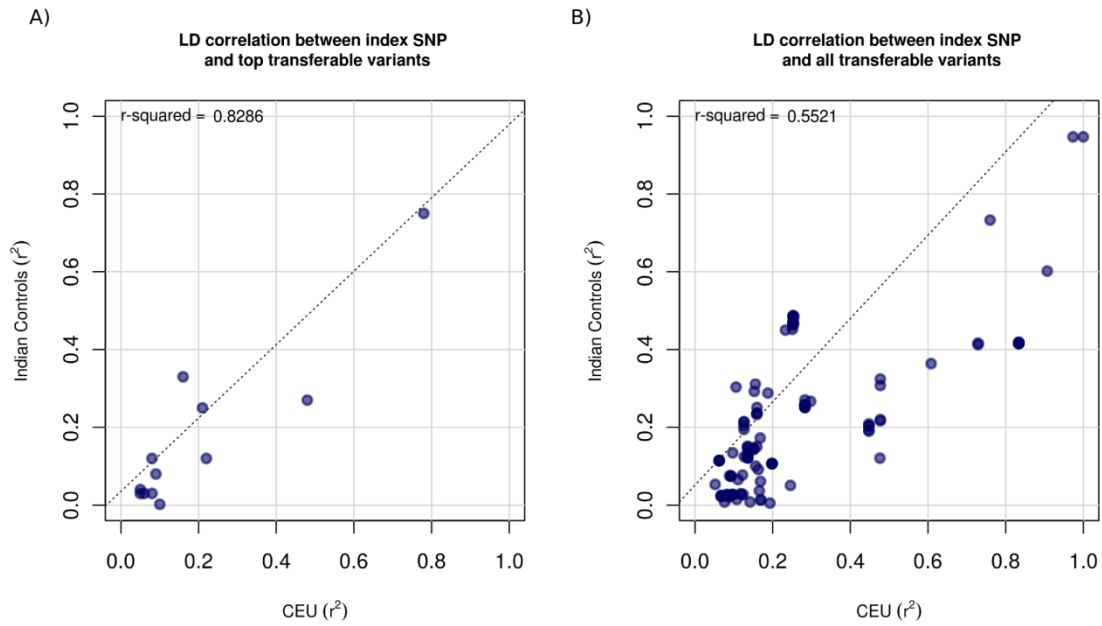 A)
LD correlation between index SNP
and top transferable variants
r-squared = 0.8286
1.0
0.8
0.6
0.4
0.2
0.0
Indian Controls (r²)
0.0 0.2 0.4 0.6 0.8 1.0
CEU (r²)
B)
LD correlation between index SNP
and all transferable variants
r-squared = 0.5521
1.0
0.8
0.6
0.4
0.2
0.0
Indian Controls (r²)
0.0 0.2 0.4 0.6 0.8 1.0
CEU (r²)